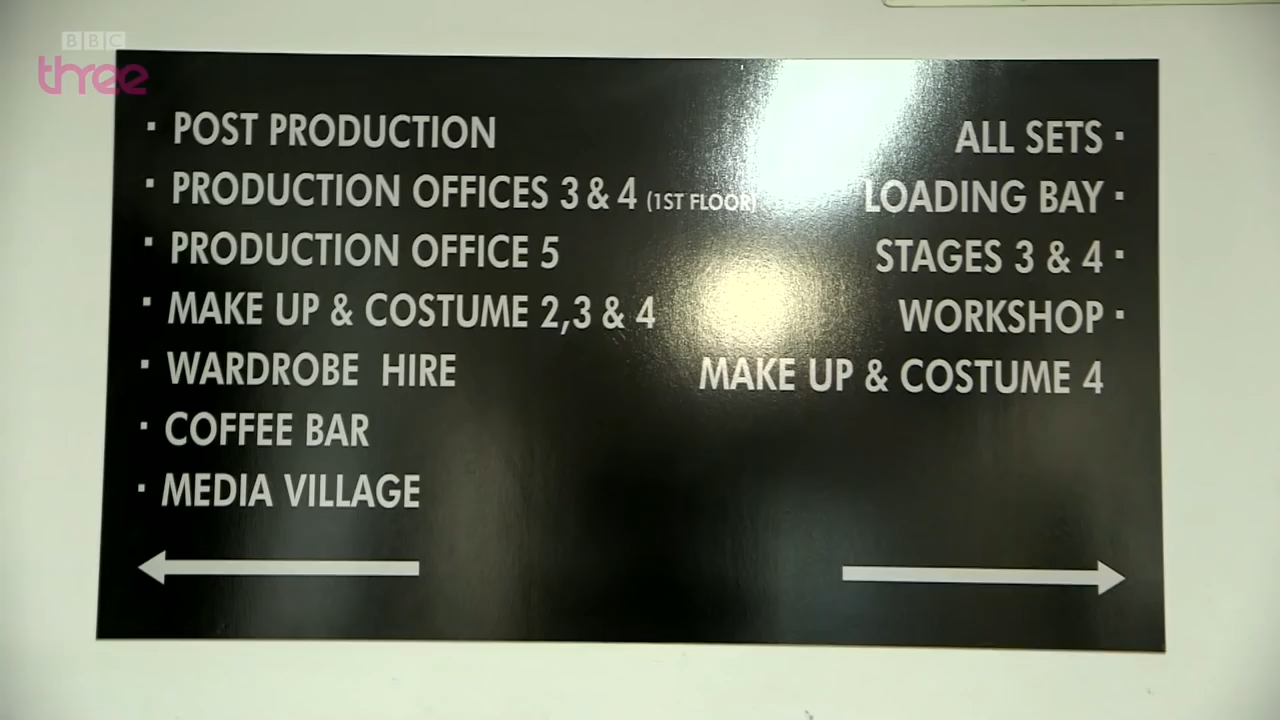 BBC
three
· POST PRODUCTION
· PRODUCTION OFFICES 3 & 4 (1ST FLOOR)
· PRODUCTION OFFICE 5
· MAKE UP & COSTUME 2,3 & 4
· WARDROBE HIRE
· COFFEE BAR
· MEDIA VILLAGE
ALL SETS ·
LOADING BAY ·
STAGES 3 & 4 ·
WORKSHOP ·
MAKE UP & COSTUME 4